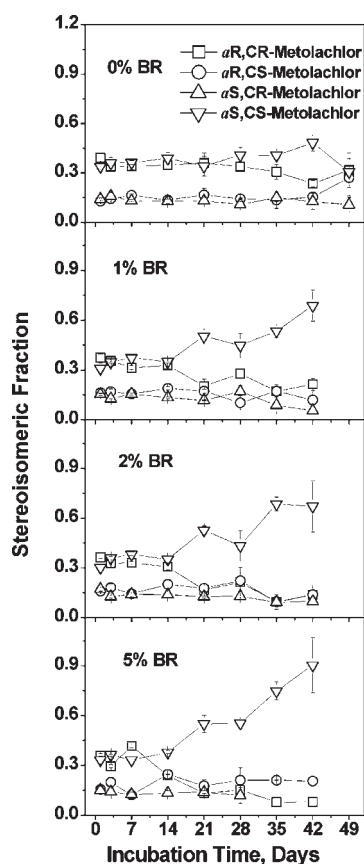 1.2
0.9
0.6
0.3
0.0
0% BR
aR,CR-Metolachlor
aR,CS-Metolachlor
aS,CR-Metolachlor
aS,CS-Metolachlor
0.9
0.6
0.3
0.0
1% BR
0.9
0.6
0.3
0.0
2% BR
0.9
0.6
0.3
0.0
5% BR
0 7 14 21 28 35 42 49
Incubation Time, Days
Stereoisomeric Fraction